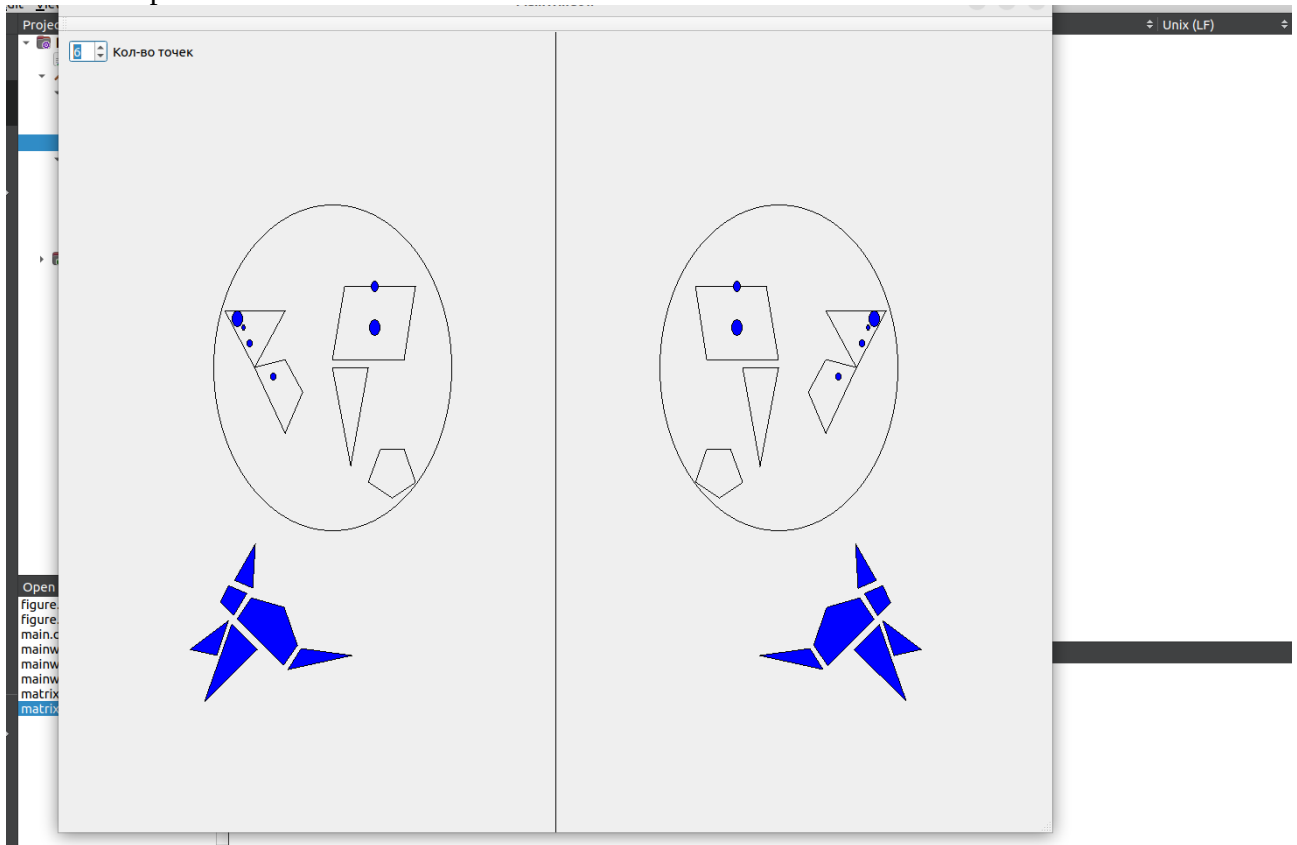 Projec
Unix (LF)
6 Кол-во точек
Open
figure.
figure.
main.c
mainw
mainw
mainw
matrix
matrix